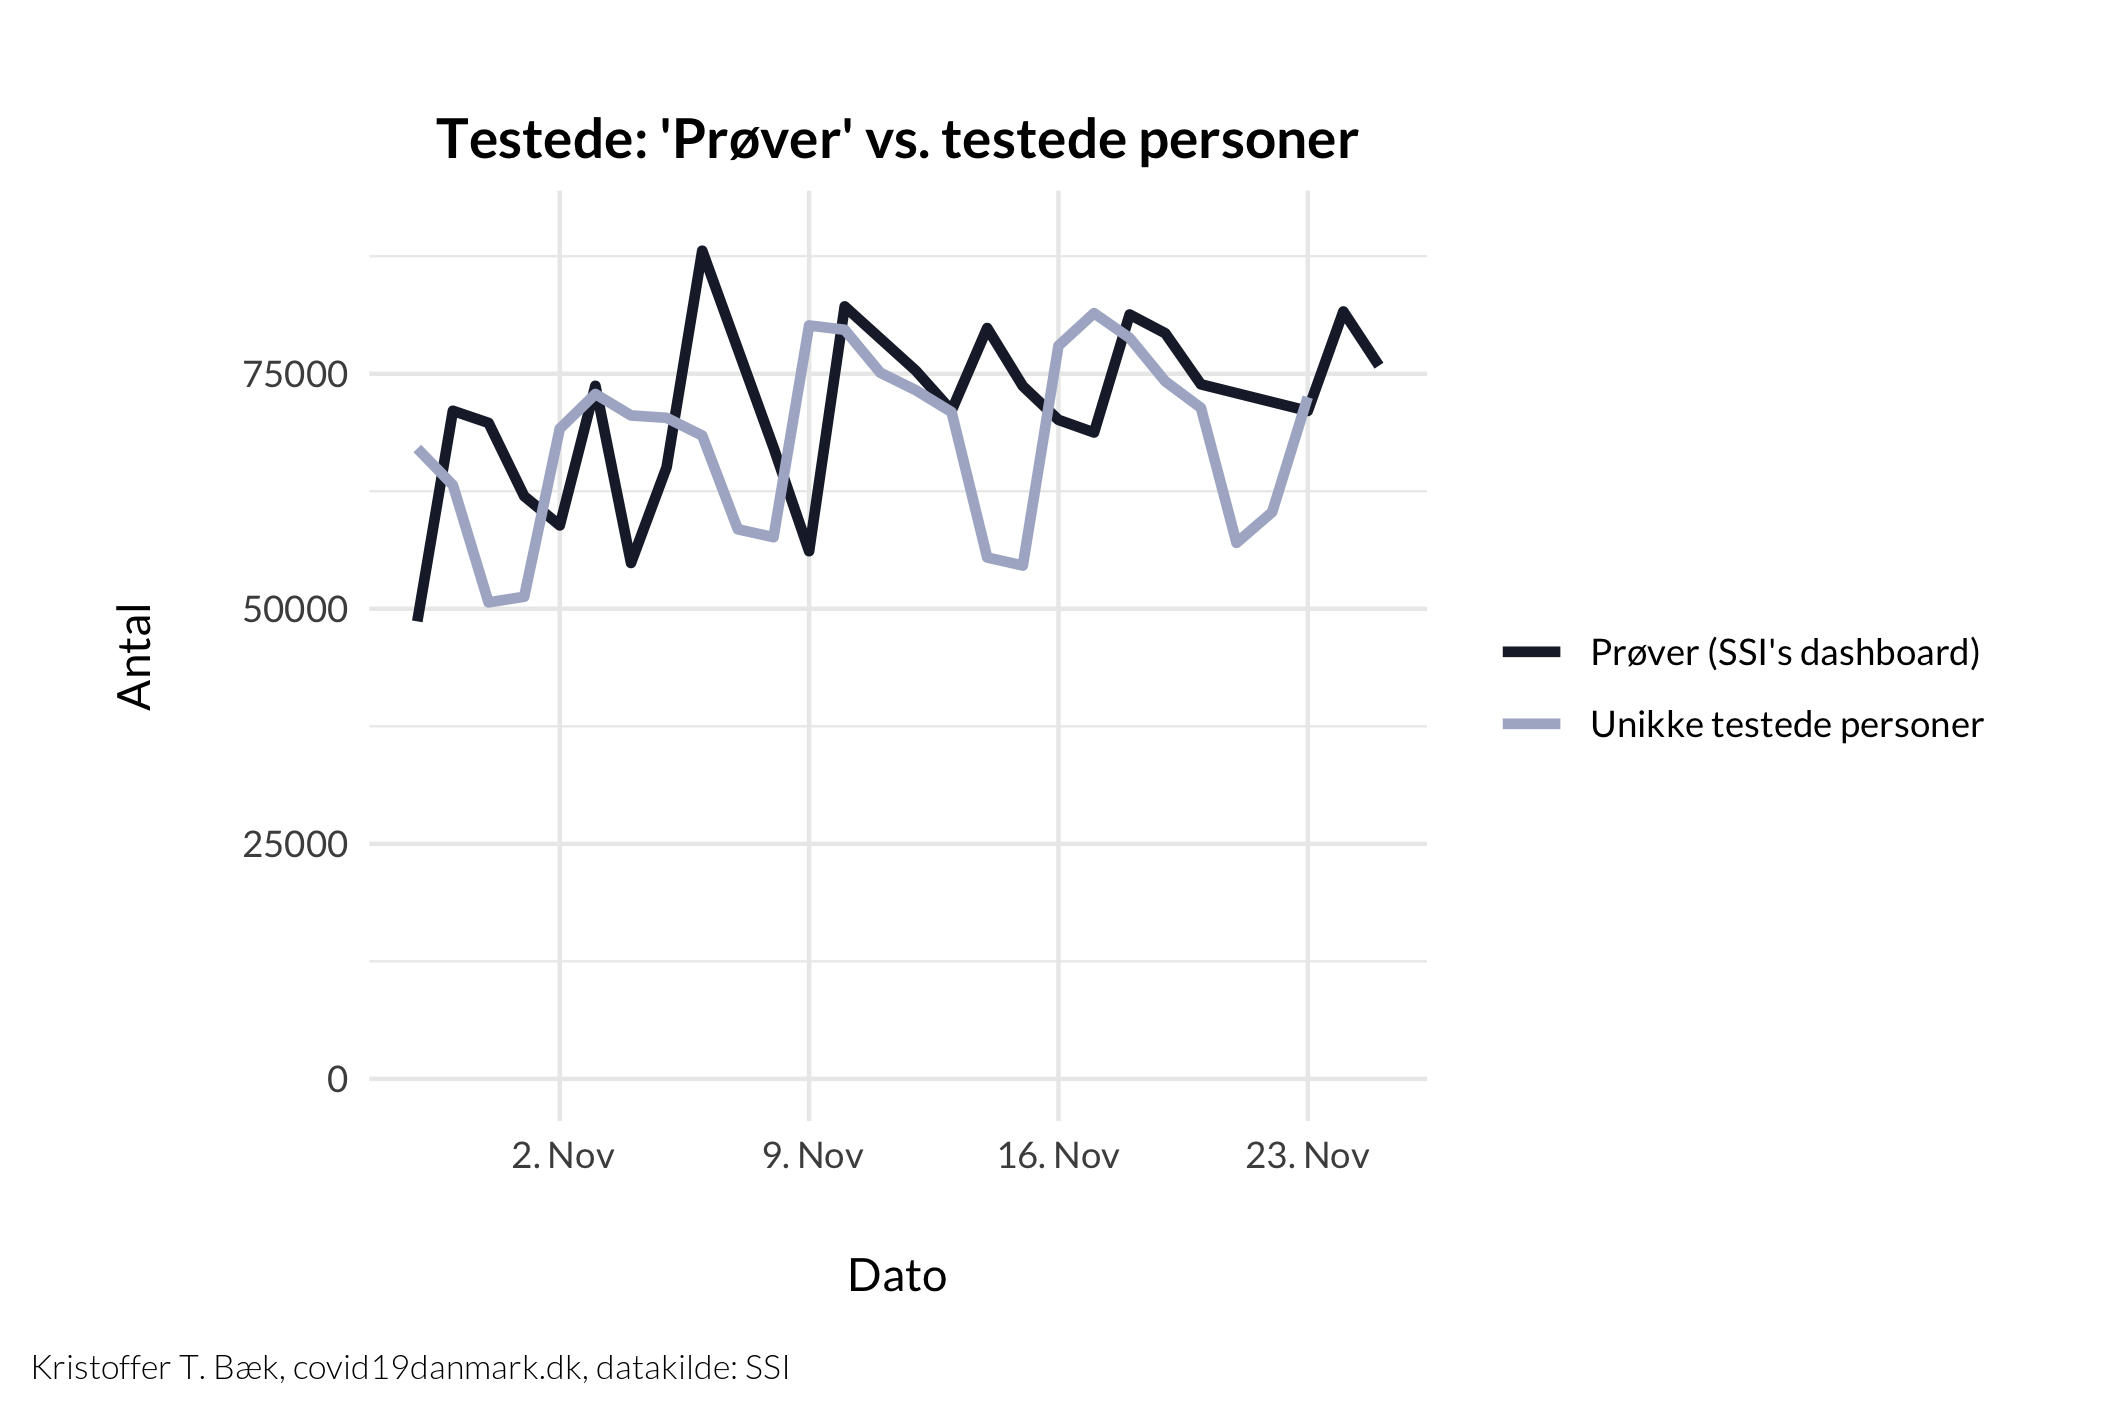 Testede: 'Prøver' vs. testede personer
75000
50000
25000
0
Antal
2. Nov
9. Nov
16. Nov
23. Nov
Dato
Prøver (SSI's dashboard)
Unikke testede personer
Kristoffer T. Bæk, covid19danmark.dk, datakilde: SSI